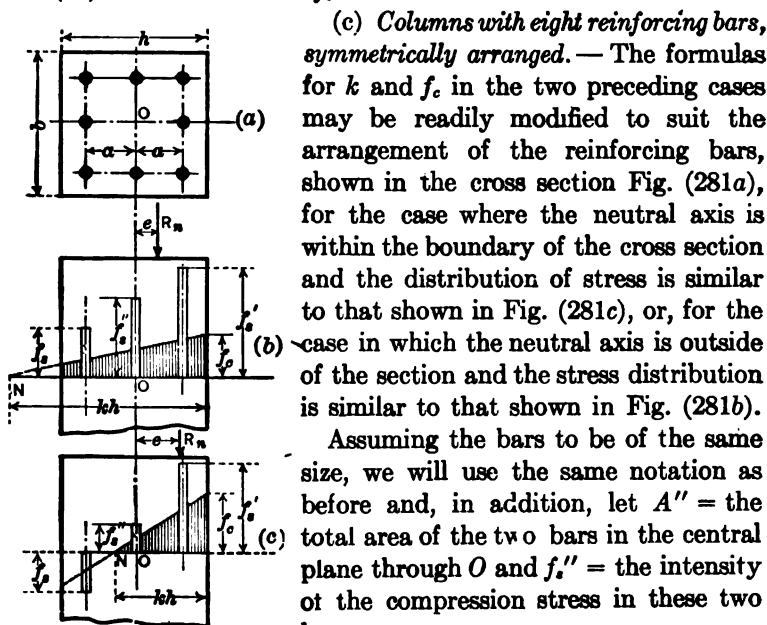 (c) Columns with eight reinforcing bars,
symmetrically arranged. — The formulas
for k and f_c in the two preceding cases
may be readily modified to suit the
arrangement of the reinforcing bars,
shown in the cross section Fig. (281a),
for the case where the neutral axis is
within the boundary of the cross section
and the distribution of stress is similar
to that shown in Fig. (281c), or, for the
case in which the neutral axis is outside
of the section and the stress distribution
is similar to that shown in Fig. (281b).
Assuming the bars to be of the same
size, we will use the same notation as
before and, in addition, let A'' = the
total area of the two bars in the central
plane through O and f_s'' = the intensity
of the compression stress in these two
h
b
O
(a)
a a
e R_n
f_s f_s'' f_s'
f_c
(b)
N O
kh
e R_n
f_s'' f_c f_s'
(c)
f_s N O
kh